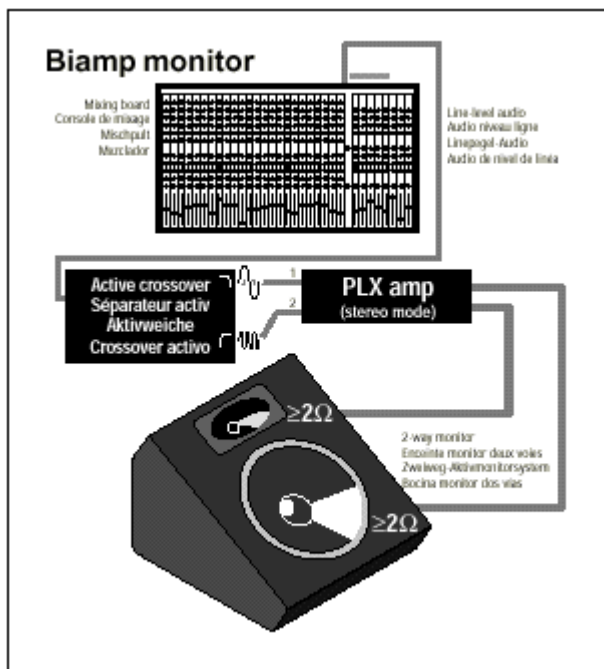 Biamp monitor
Mixing board
Console de mixage
Mischpult
Mezclador
Line-level audio
Audio niveau ligne
Linepegel-Audio
Audio de nivel de línea
Active crossover
Séparateur activ
Aktivweiche
Crossover activo
1
2
PLX amp
(stereo mode)
≥2Ω
2-way monitor
Enceinte monitor deux voies
Zweiweg-Aktivmonitorsystem
Bocina monitor dos vias
≥2Ω